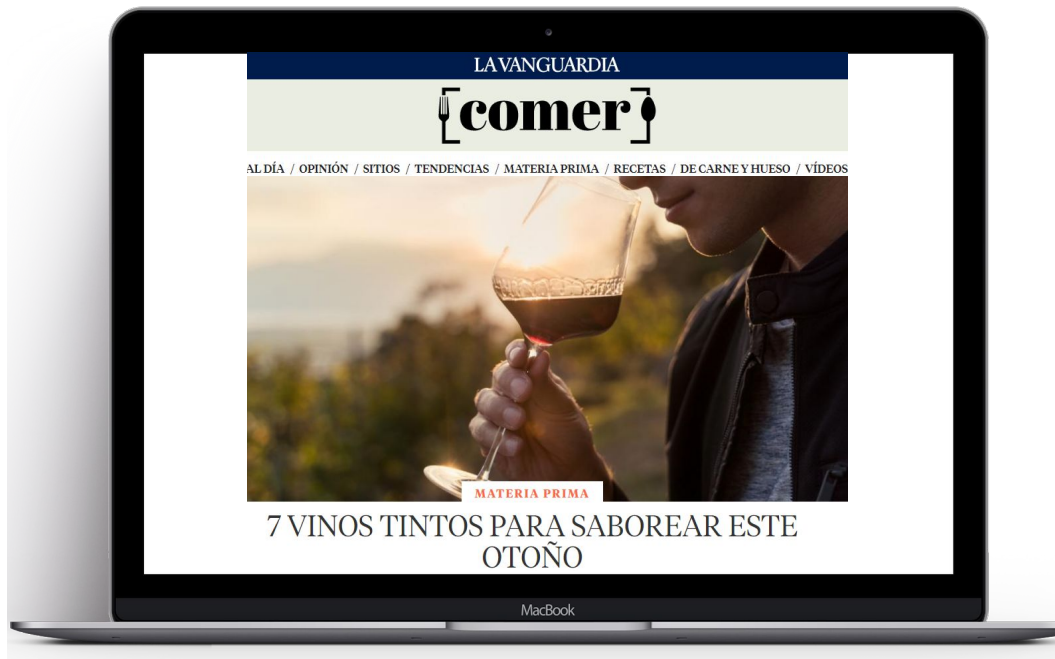 LA VANGUARDIA
[comer]
AL DÍA / OPINIÓN / SITIOS / TENDENCIAS / MATERIA PRIMA / RECETAS / DE CARNE Y HUESO / VÍDEOS
MATERIA PRIMA
7 VINOS TINTOS PARA SABOREAR ESTE
OTOÑO
MacBook